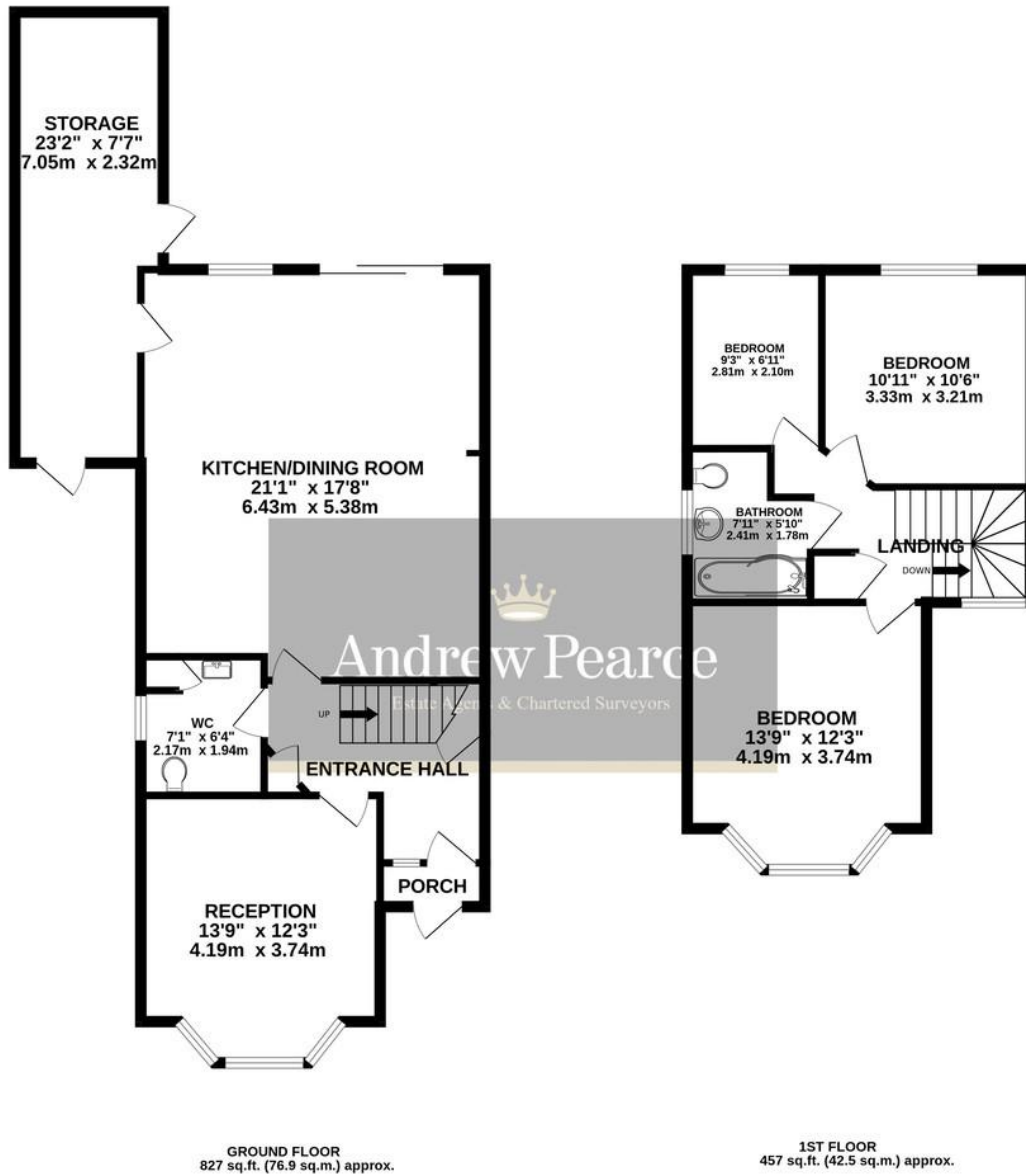 STORAGE
23'2" x 7'7"
7.05m x 2.32m
KITCHEN/DINING ROOM
21'1" x 17'8"
6.43m x 5.38m
WC
7'1" x 6'4"
2.17m x 1.94m
UP
ENTRANCE HALL
PORCH
RECEPTION
13'9" x 12'3"
4.19m x 3.74m
BEDROOM
9'3" x 6'11"
2.81m x 2.10m
BEDROOM
10'11" x 10'6"
3.33m x 3.21m
BATHROOM
7'11" x 5'10"
2.41m x 1.78m
LANDING
DOWN
BEDROOM
13'9" x 12'3"
4.19m x 3.74m
Andrew Pearce
Estate Agents & Chartered Surveyors
GROUND FLOOR
827 sq.ft. (76.9 sq.m.) approx.
1ST FLOOR
457 sq.ft. (42.5 sq.m.) approx.